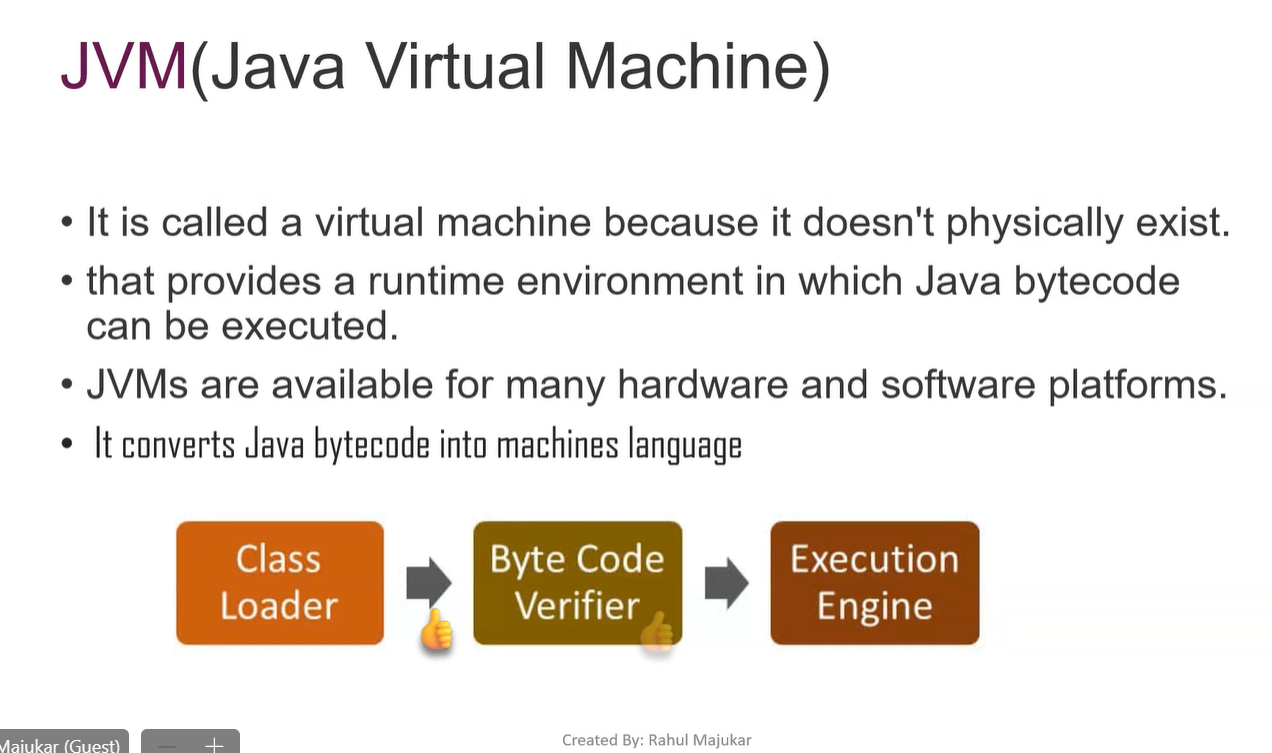 JVM(Java Virtual Machine)
• It is called a virtual machine because it doesn't physically exist.
• that provides a runtime environment in which Java bytecode
can be executed.
• JVMs are available for many hardware and software platforms.
• It converts Java bytecode into machines language
Class
Loader
Byte Code
Verifier
Execution
Engine
Majukar (Guest)
Created By: Rahul Majukar